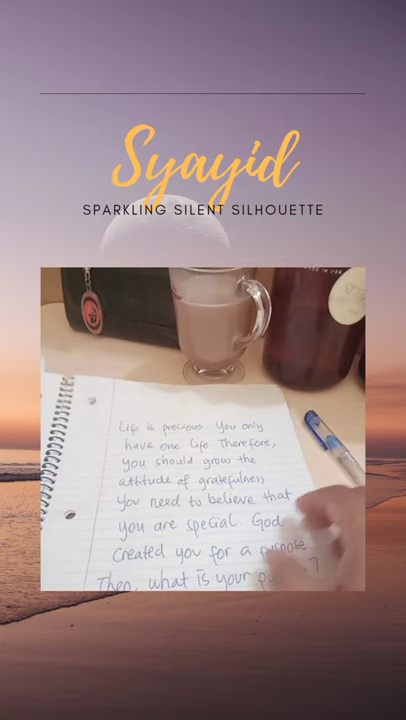 Syayid
SPARKLING SILENT SILHOUETTE
Life is precious. You only
have one life. Therefore,
you should grow the
attitude of gratefulness
You need to believe that
you are special. God
created you for a purpose.
Then, what is your